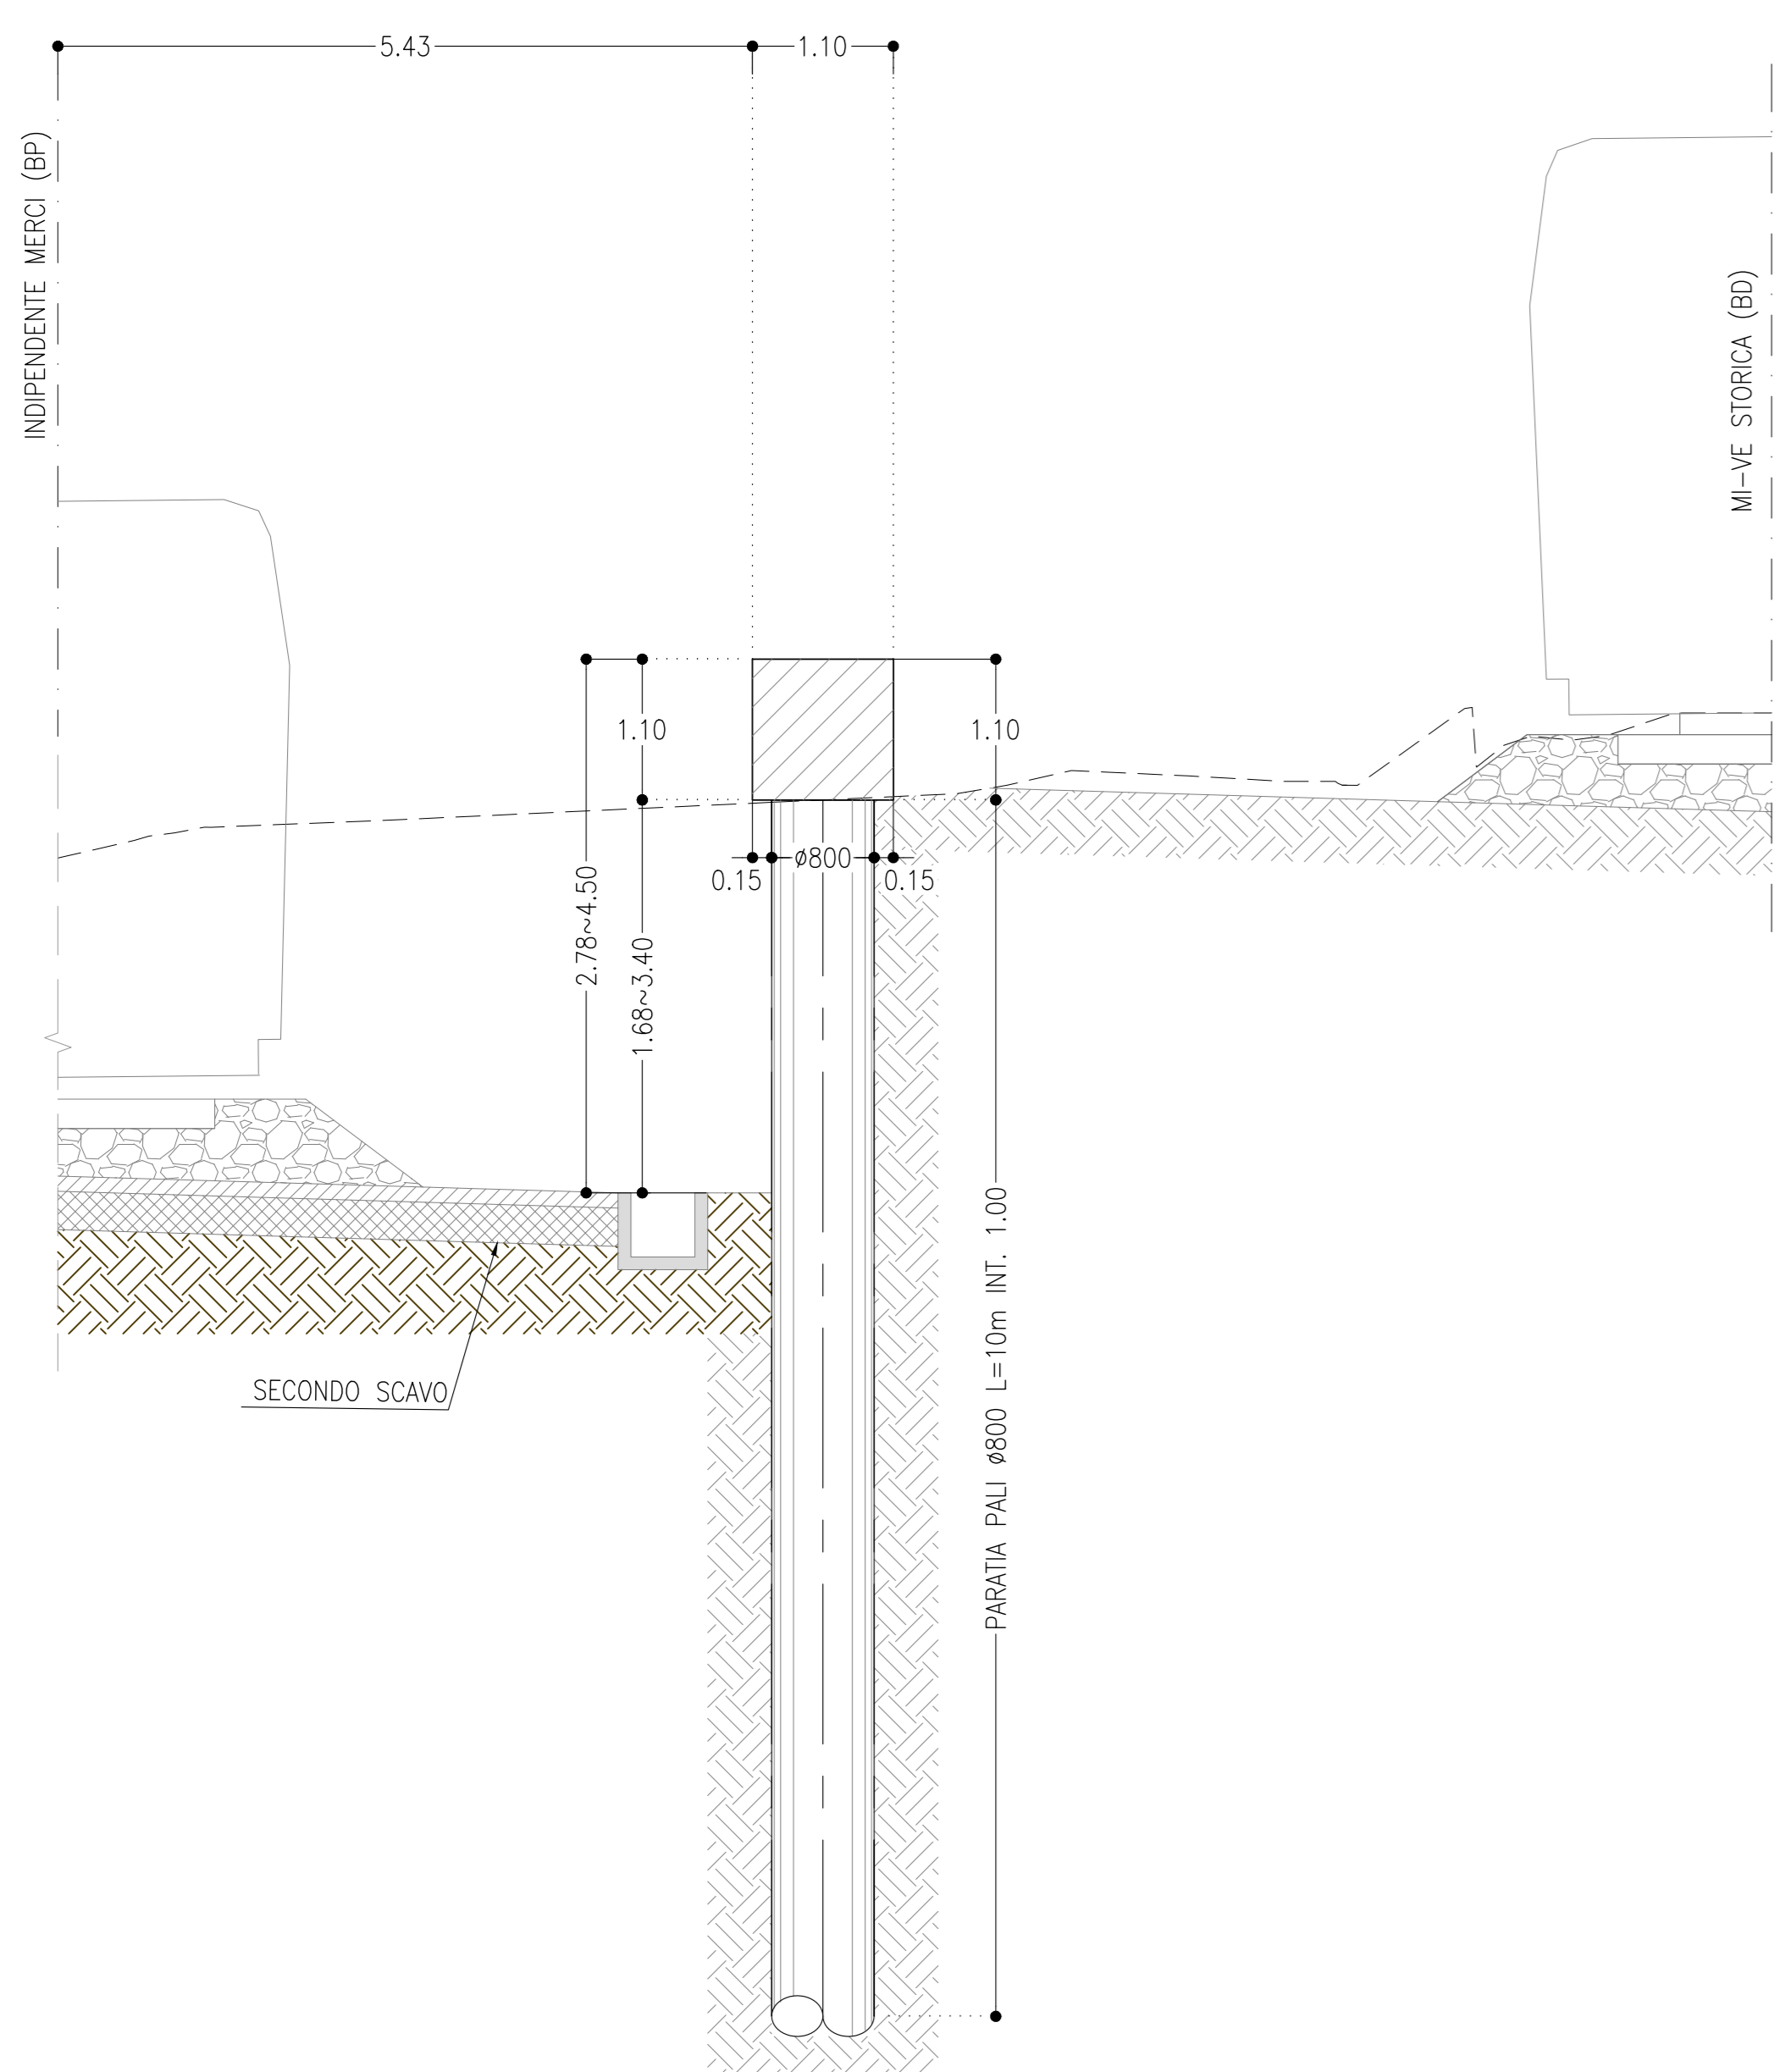 5.43
1.10
INDIPENDENTE MERCI (BP)
MI-VE STORICA (BD)
1.10
1.10
2.78~4.50
1.68~3.40
ø800
0.15
0.15
PARATIA PALI ø800 L=10m INT. 1.00
SECONDO SCAVO